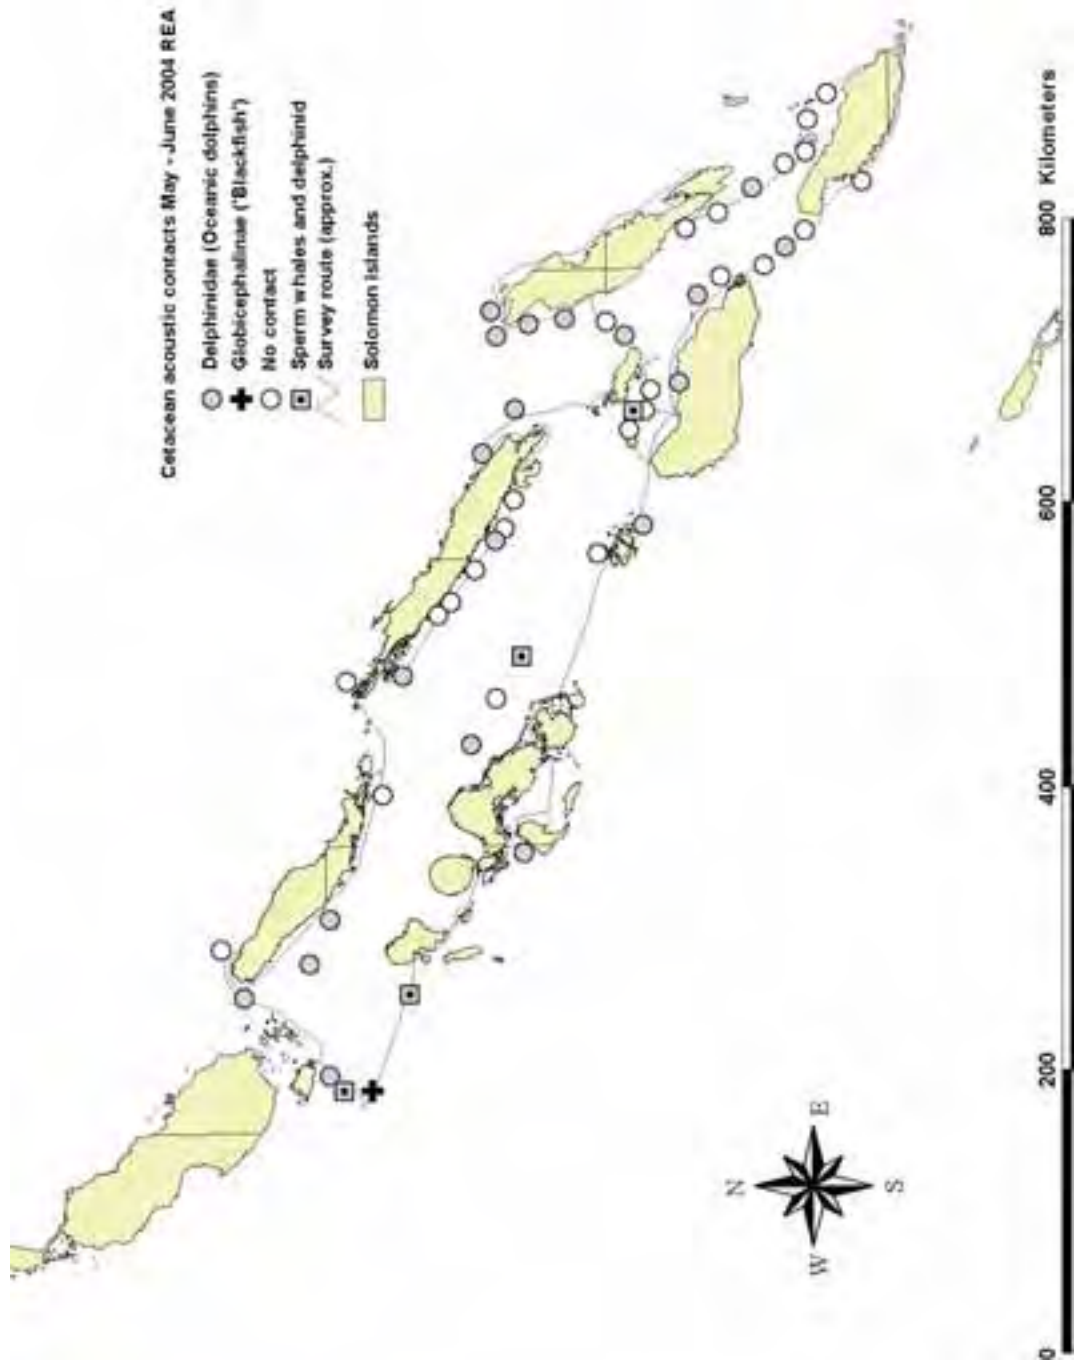 Cetacean acoustic contacts May - June 2004 REA
Delphinidae (Oceanic dolphins)
Globicephalinae ('Blackfish')
No contact
Sperm whales and delphinid
Survey route (approx.)
Solomon Islands
N
W
E
S
0
200
400
600
800 Kilometers